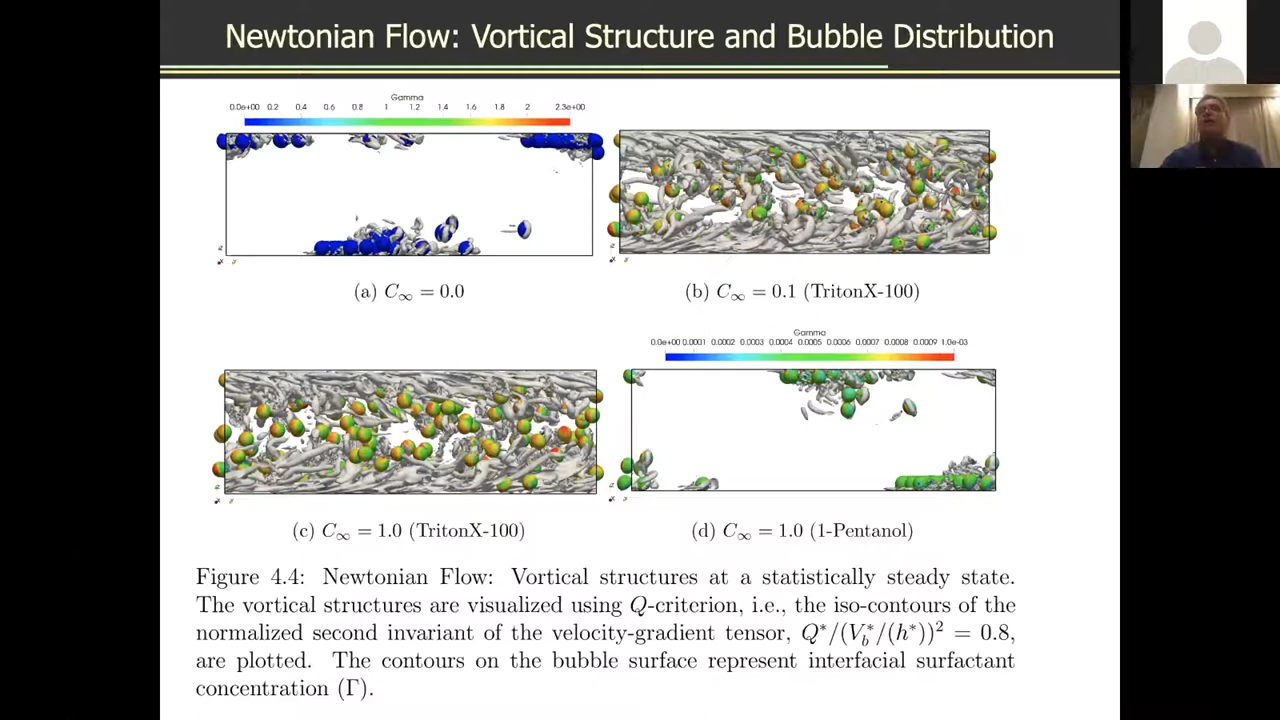 Newtonian Flow: Vortical Structure and Bubble Distribution
Gamma
0.0e+00 0.2 0.4 0.6 0.8 1 1.2 1.4 1.6 1.8 2 2.3e+00
(a) C∞ = 0.0
(b) C∞ = 0.1 (TritonX-100)
Gamma
0.0e+00 0.0001 0.0002 0.0003 0.0004 0.0005 0.0006 0.0007 0.0008 0.0009 1.0e-03
(c) C∞ = 1.0 (TritonX-100)
(d) C∞ = 1.0 (1-Pentanol)
Figure 4.4: Newtonian Flow: Vortical structures at a statistically steady state.
The vortical structures are visualized using Q-criterion, i.e., the iso-contours of the
normalized second invariant of the velocity-gradient tensor, Q*/(V_b*/(h*))² = 0.8,
are plotted. The contours on the bubble surface represent interfacial surfactant
concentration (Γ).